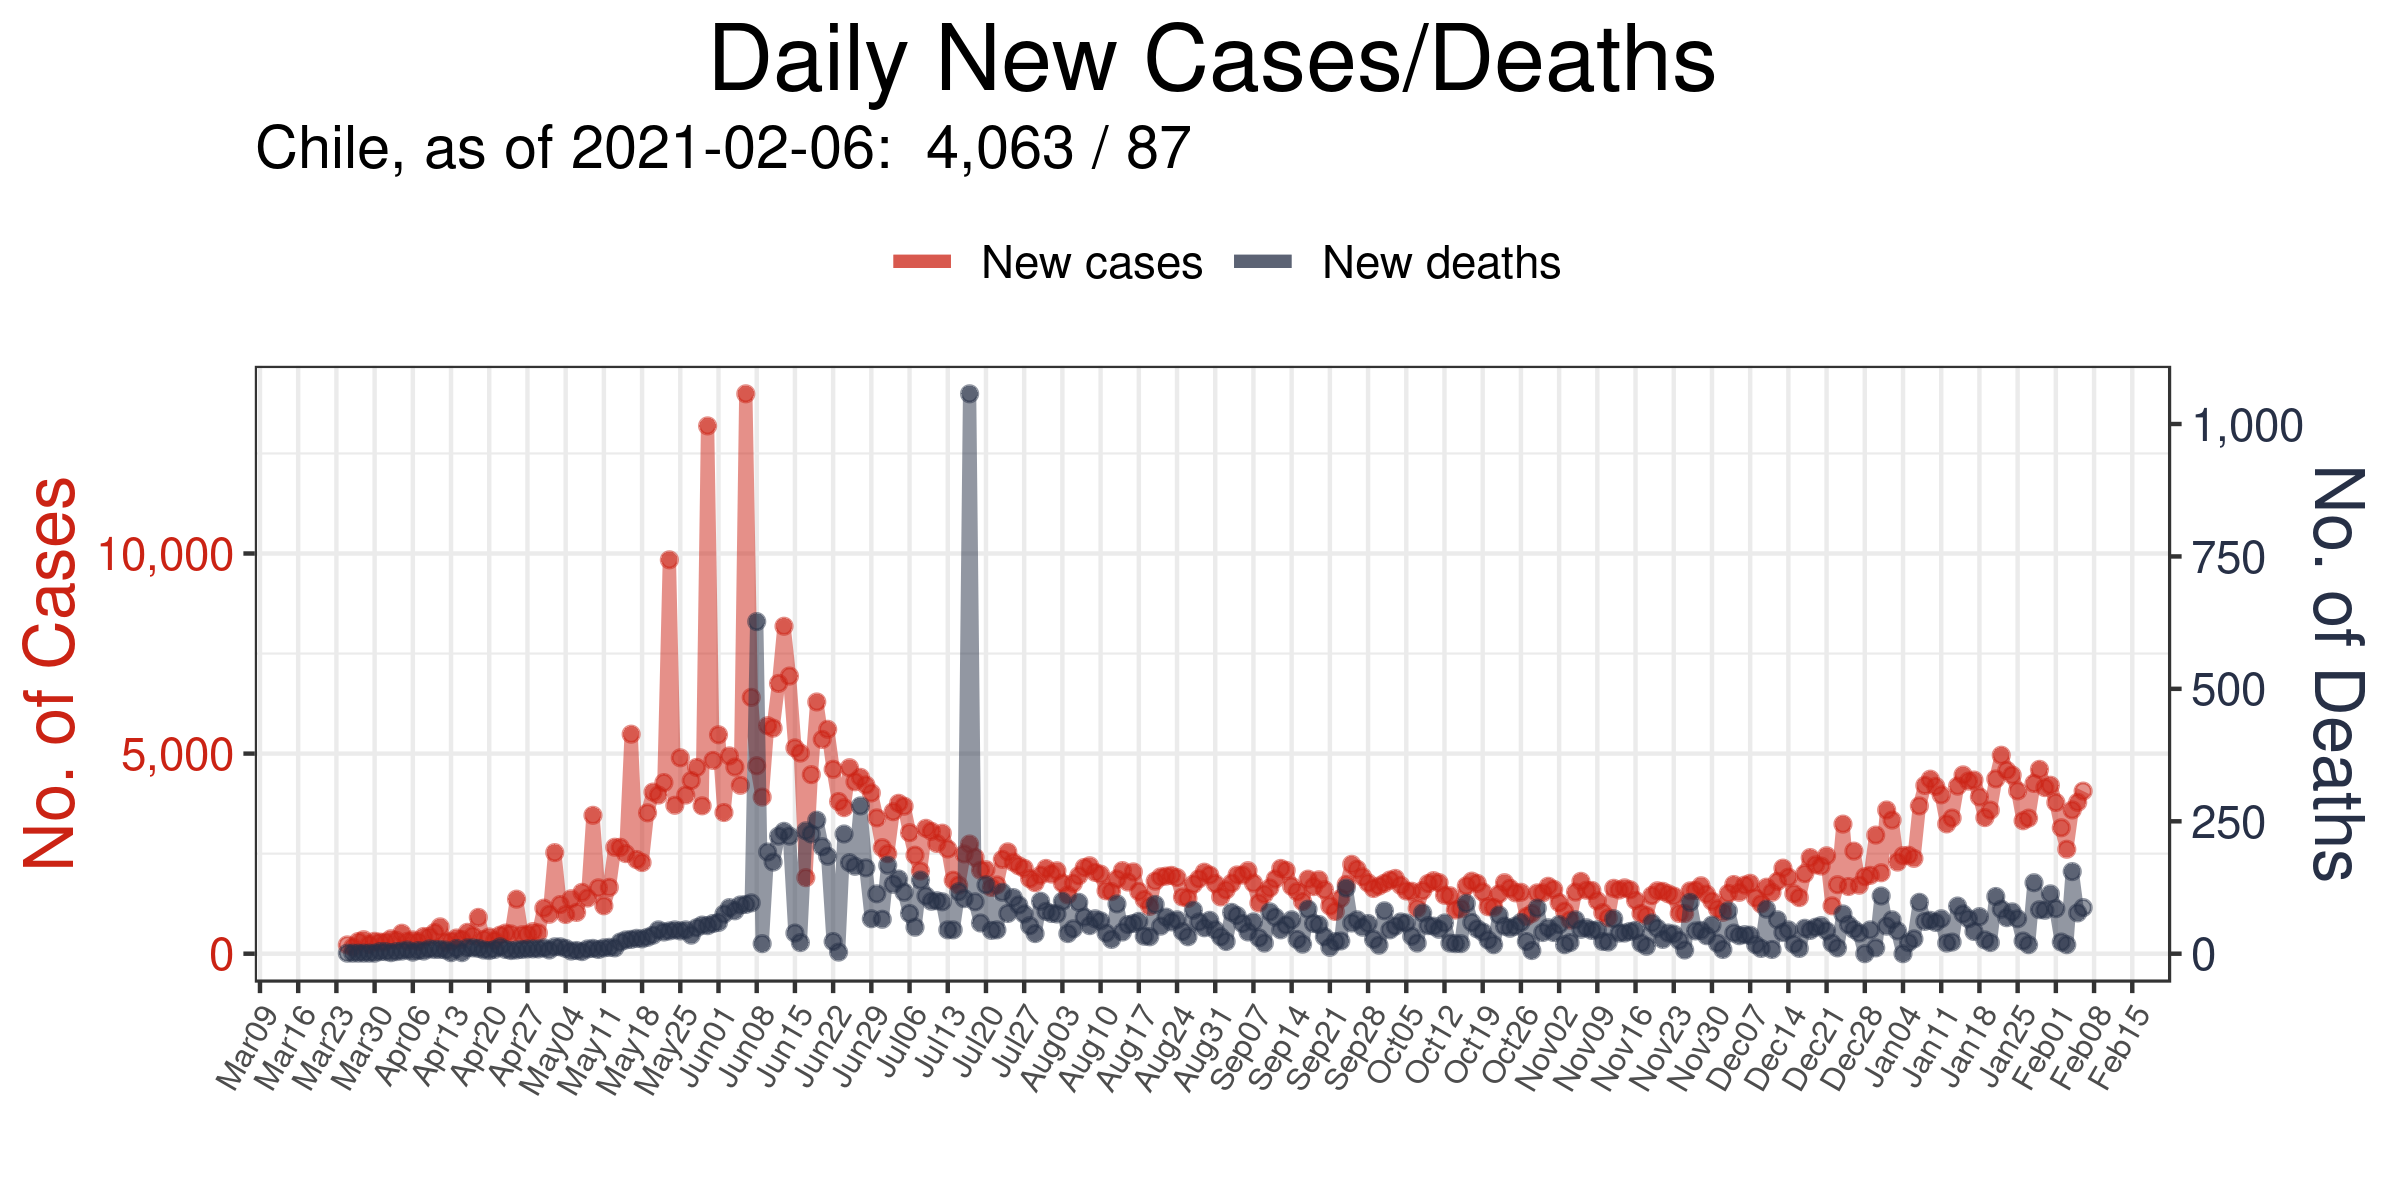 Daily New Cases/Deaths
Chile, as of 2021-02-06:  4,063 / 87
New cases
New deaths
No. of Cases
10,000
5,000
0
1,000
750
500
250
0
No. of Deaths
Mar09
Mar16
Mar23
Mar30
Apr06
Apr13
Apr20
Apr27
May04
May11
May18
May25
Jun01
Jun08
Jun15
Jun22
Jun29
Jul06
Jul13
Jul20
Jul27
Aug03
Aug10
Aug17
Aug24
Aug31
Sep07
Sep14
Sep21
Sep28
Oct05
Oct12
Oct19
Oct26
Nov02
Nov09
Nov16
Nov23
Nov30
Dec07
Dec14
Dec21
Dec28
Jan04
Jan11
Jan18
Jan25
Feb01
Feb08
Feb15